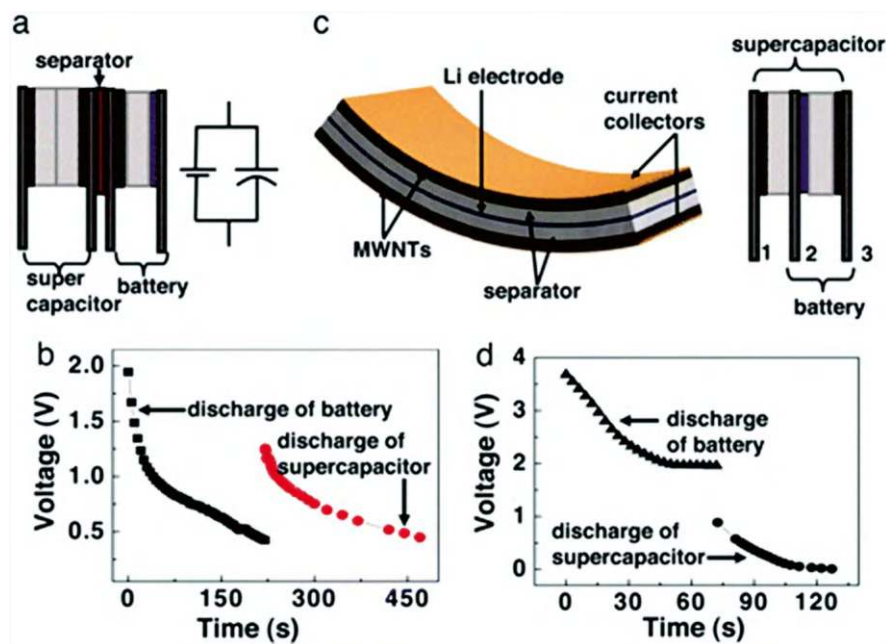 a
separator
super
capacitor
battery
c
Li electrode
current
collectors
MWNTs
separator
supercapacitor
1
2
3
battery
b
Voltage (V)
2.0
1.5
1.0
0.5
discharge of battery
discharge of
supercapacitor
0
150
300
450
Time (s)
d
Voltage (V)
4
3
2
1
0
discharge
of battery
discharge of
supercapacitor
0
30
60
90
120
Time (s)